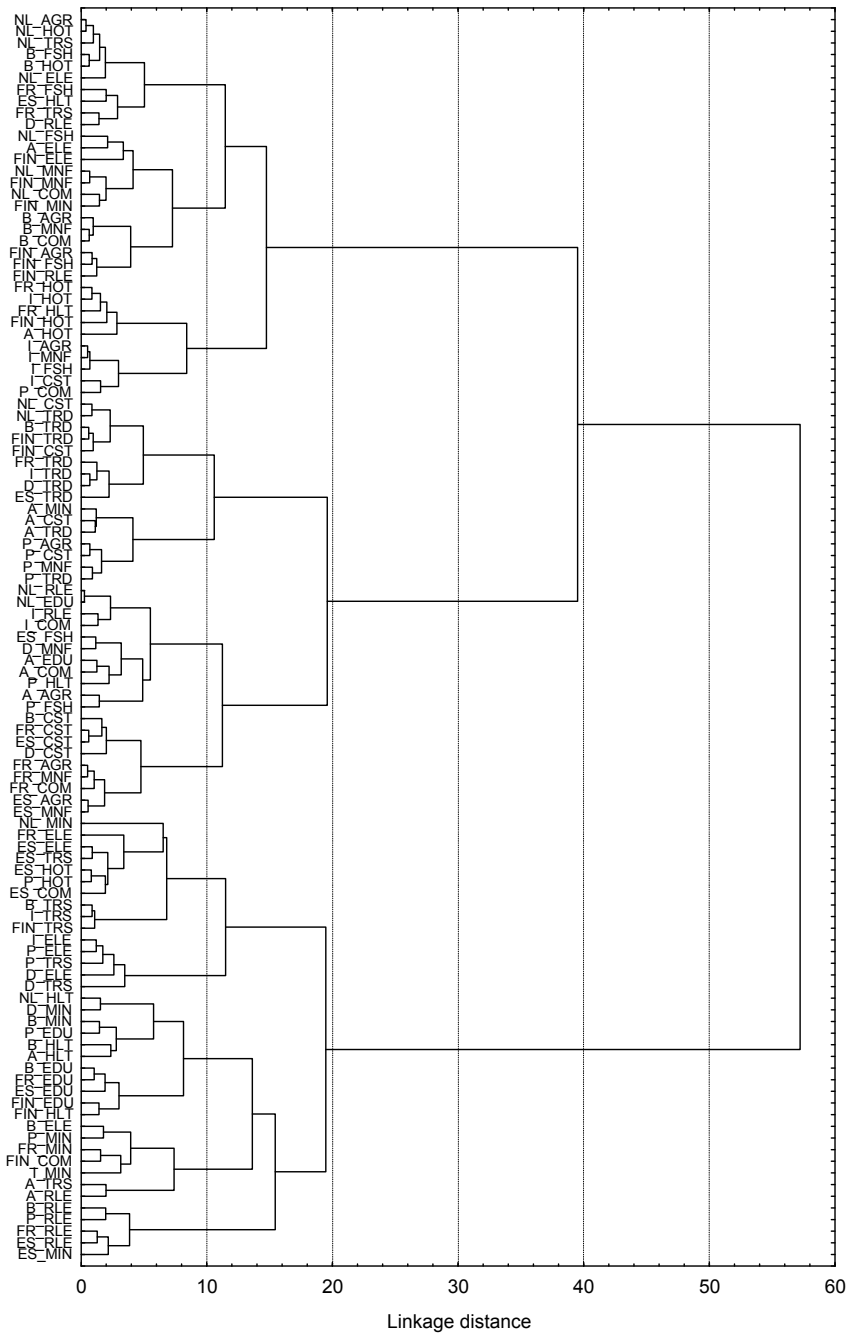 NL_AGR
NL_HOT
NL_TRS
B_FSH
B_HOT
NL_ELE
FR_FSH
ES_HLT
FR_TRS
D_RLE
NL_FSH
A_ELE
FIN_ELE
NL_MNF
FIN_MNF
NL_COM
FIN_MIN
B_AGR
B_MNF
B_COM
FIN_AGR
FIN_FSH
FIN_RLE
FR_HOT
I_HOT
FR_HLT
FIN_HOT
A_HOT
I_AGR
I_MNF
I_FSH
I_CST
P_COM
NL_CST
NL_TRD
B_TRD
FIN_TRD
FIN_CST
FR_TRD
I_TRD
D_TRD
ES_TRD
A_MIN
A_CST
A_TRD
P_AGR
P_CST
P_MNF
P_TRD
NL_RLE
NL_EDU
I_RLE
I_COM
ES_FSH
D_MNF
A_EDU
A_COM
P_HLT
A_AGR
P_FSH
B_CST
FR_CST
ES_CST
D_CST
FR_AGR
FR_MNF
FR_COM
ES_AGR
ES_MNF
NL_MIN
FR_ELE
ES_ELE
ES_TRS
ES_HOT
P_HOT
ES_COM
B_TRS
I_TRS
FIN_TRS
I_ELE
P_ELE
P_TRS
D_ELE
D_TRS
NL_HLT
D_MIN
B_MIN
P_EDU
B_HLT
A_HLT
B_EDU
FR_EDU
ES_EDU
FIN_EDU
FIN_HLT
B_ELE
P_MIN
FR_MIN
FIN_COM
I_MIN
A_TRS
A_RLE
B_RLE
P_RLE
FR_RLE
ES_RLE
ES_MIN
0 10 20 30 40 50 60
Linkage distance